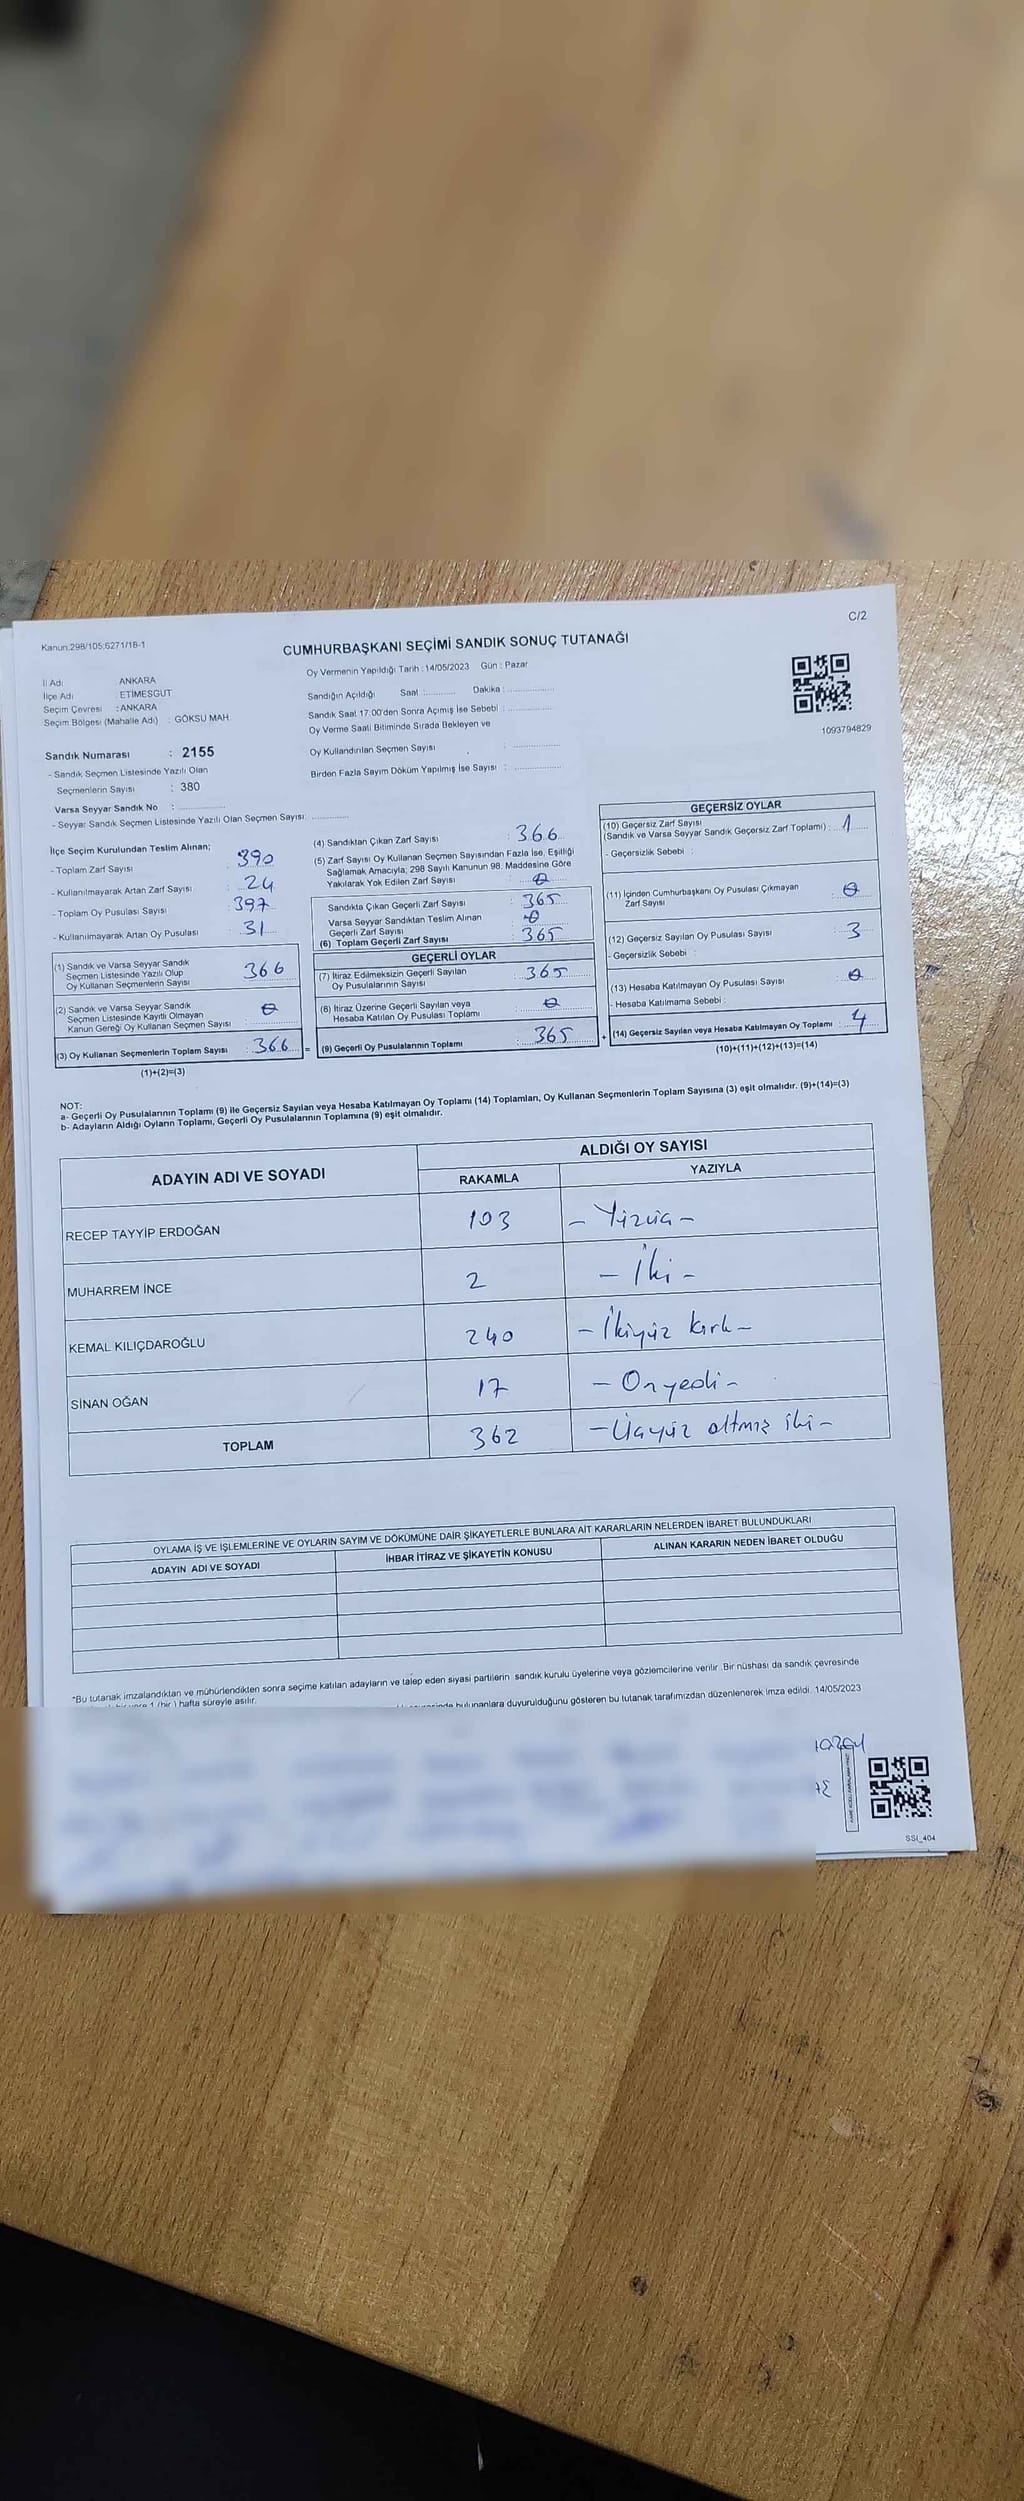 C/2
Kanun:298/105;6271/18-1
CUMHURBAŞKANI SEÇİMİ SANDIK SONUÇ TUTANAĞI
İl Adı : ANKARA
İlçe Adı : ETİMESGUT
Seçim Çevresi : ANKARA
Seçim Bölgesi (Mahalle Adı) : GÖKSU MAH.
Oy Vermenin Yapıldığı Tarih : 14/05/2023 Gün : Pazar
Sandığın Açıldığı Saat :........... Dakika :................
Sandık Saat 17:00'den Sonra Açımış İse Sebebi :................
Oy Verme Saati Bitiminde Sırada Bekleyen ve
Oy Kullandırılan Seçmen Sayısı :................
Birden Fazla Sayım Döküm Yapılmış İse Sayısı :................
1093794829
Sandık Numarası : 2155
- Sandık Seçmen Listesinde Yazılı Olan
Seçmenlerin Sayısı : 380
Varsa Seyyar Sandık No :................
- Seyyar Sandık Seçmen Listesinde Yazılı Olan Seçmen Sayısı:............
İlçe Seçim Kurulundan Teslim Alınan;
- Toplam Zarf Sayısı : 390
- Kullanılmayarak Artan Zarf Sayısı : 24
- Toplam Oy Pusulası Sayısı : 397
- Kullanılmayarak Artan Oy Pusulası : 31
(1) Sandık ve Varsa Seyyar Sandık
Seçmen Listesinde Yazılı Olup
Oy Kullanan Seçmenlerin Sayısı : 366
(2) Sandık ve Varsa Seyyar Sandık
Seçmen Listesinde Kayıtlı Olmayan
Kanun Gereği Oy Kullanan Seçmen Sayısı : 0
(3) Oy Kullanan Seçmenlerin Toplam Sayısı : 366
(1)+(2)=(3)
(4) Sandıktan Çıkan Zarf Sayısı : 366
(5) Zarf Sayısı Oy Kullanan Seçmen Sayısından Fazla İse, Eşitliği
Sağlamak Amacıyla; 298 Sayılı Kanunun 98. Maddesine Göre
Yakılarak Yok Edilen Zarf Sayısı : 0
Sandıkta Çıkan Geçerli Zarf Sayısı : 365
Varsa Seyyar Sandıktan Teslim Alınan
Geçerli Zarf Sayısı : 0
(6) Toplam Geçerli Zarf Sayısı : 365
GEÇERLİ OYLAR
(7) İtiraz Edilmeksizin Geçerli Sayılan
Oy Pusulalarının Sayısı : 365
(8) İtiraz Üzerine Geçerli Sayılan veya
Hesaba Katılan Oy Pusulası Toplamı : 0
= (9) Geçerli Oy Pusulalarının Toplamı : 365
GEÇERSİZ OYLAR
(10) Geçersiz Zarf Sayısı
(Sandık ve Varsa Seyyar Sandık Geçersiz Zarf Toplamı) : 1
- Geçersizlik Sebebi :
(11) İçinden Cumhurbaşkanı Oy Pusulası Çıkmayan
Zarf Sayısı : 0
(12) Geçersiz Sayılan Oy Pusulası Sayısı : 3
- Geçersizlik Sebebi :
(13) Hesaba Katılmayan Oy Pusulası Sayısı : 0
- Hesaba Katılmama Sebebi :
+ (14) Geçersiz Sayılan veya Hesaba Katılmayan Oy Toplamı : 4
(10)+(11)+(12)+(13)=(14)
NOT:
a- Geçerli Oy Pusulalarının Toplamı (9) ile Geçersiz Sayılan veya Hesaba Katılmayan Oy Toplamı (14) Toplamları, Oy Kullanan Seçmenlerin Toplam Sayısına (3) eşit olmalıdır. (9)+(14)=(3)
b- Adayların Aldığı Oyların Toplamı, Geçerli Oy Pusulalarının Toplamına (9) eşit olmalıdır.
ADAYIN ADI VE SOYADI
ALDIĞI OY SAYISI
RAKAMLA YAZIYLA
RECEP TAYYİP ERDOĞAN 103 - Yüzüç -
MUHARREM İNCE 2 - İki -
KEMAL KILIÇDAROĞLU 240 - İkiyüz kırk -
SİNAN OĞAN 17 - Onyedi -
TOPLAM 362 - Üçyüz altmış iki -
OYLAMA İŞ VE İŞLEMLERİNE VE OYLARIN SAYIM VE DÖKÜMÜNE DAİR ŞİKAYETLERLE BUNLARA AİT KARARLARIN NELERDEN İBARET BULUNDUKLARI
ADAYIN ADI VE SOYADI İHBAR İTİRAZ VE ŞİKAYETİN KONUSU ALINAN KARARIN NEDEN İBARET OLDUĞU
*Bu tutanak imzalandıktan ve mühürlendikten sonra seçime katılan adayların ve talep eden siyasi partilerin sandık kurulu üyelerine veya gözlemcilerine verilir. Bir nüshası da sandık çevresinde
1 (bir ) hafta süreyle asılır.
bulunanlara duyurulduğunu gösteren bu tutanak tarafımızdan düzenlenerek imza edildi. 14/05/2023
SSI_404